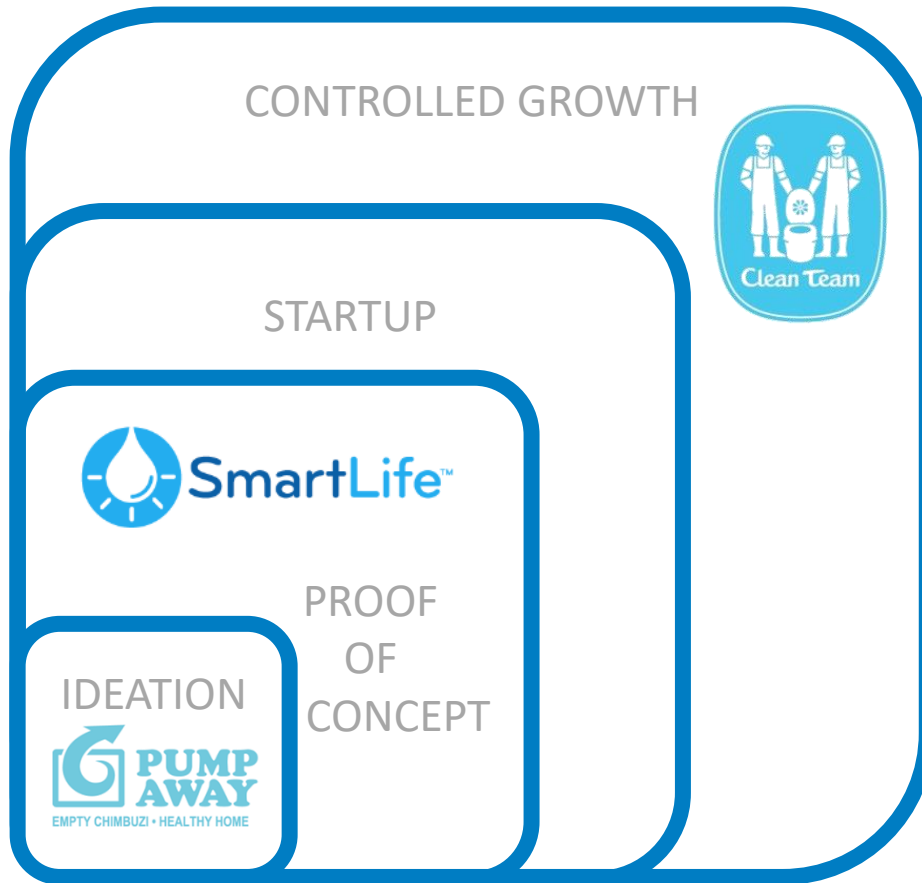 CONTROLLED GROWTH
Clean Team
STARTUP
SmartLife™
PROOF
OF
CONCEPT
IDEATION
PUMP
AWAY
EMPTY CHIMBUZI • HEALTHY HOME